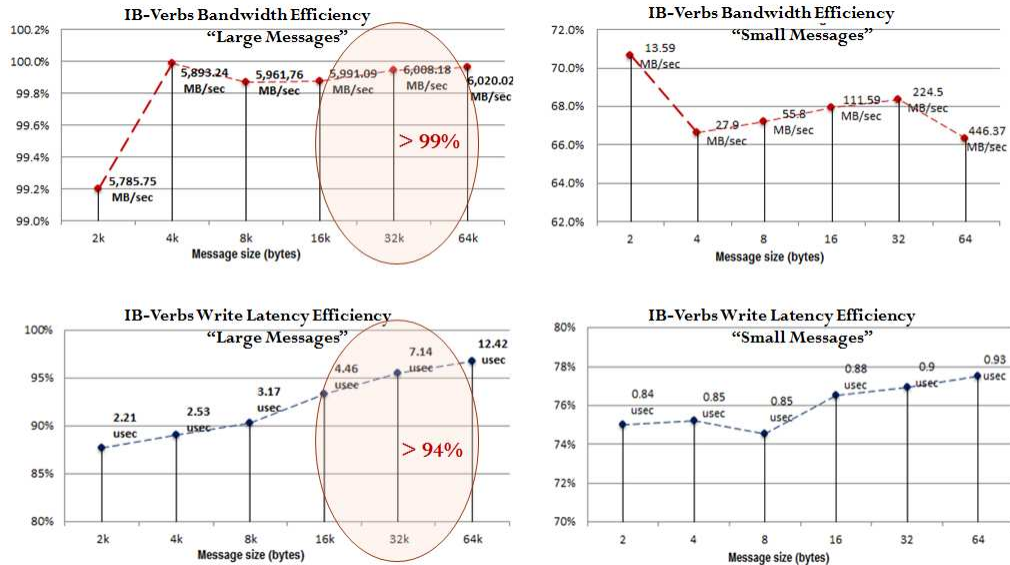 IB-Verbs Bandwidth Efficiency
“Large Messages”
100.2%
100.0%
99.8%
99.6%
99.4%
99.2%
99.0%
5,785.75
MB/sec
5,893.24
MB/sec
5,961,76
MB/sec
5,991.09
MB/sec
6,008.18
MB/sec
6,020.02
MB/sec
> 99%
2k
4k
8k
16k
32k
64k
Message size (bytes)
IB-Verbs Bandwidth Efficiency
“Small Messages”
72.0%
70.0%
68.0%
66.0%
64.0%
62.0%
13.59
MB/sec
27.9
MB/sec
55.8
MB/sec
111.59
MB/sec
224.5
MB/sec
446.37
MB/sec
2
4
8
16
32
64
Message size (bytes)
IB-Verbs Write Latency Efficiency
“Large Messages”
100%
95%
90%
85%
80%
2.21
usec
2.53
usec
3.17
usec
4.46
usec
7.14
usec
12.42
usec
> 94%
2k
4k
8k
16k
32k
64k
Message size (bytes)
IB-Verbs Write Latency Efficiency
“Small Messages”
80%
78%
76%
74%
72%
70%
0.84
usec
0.85
usec
0.85
usec
0.88
usec
0.9
usec
0.93
usec
2
4
8
16
32
64
Message size (bytes)